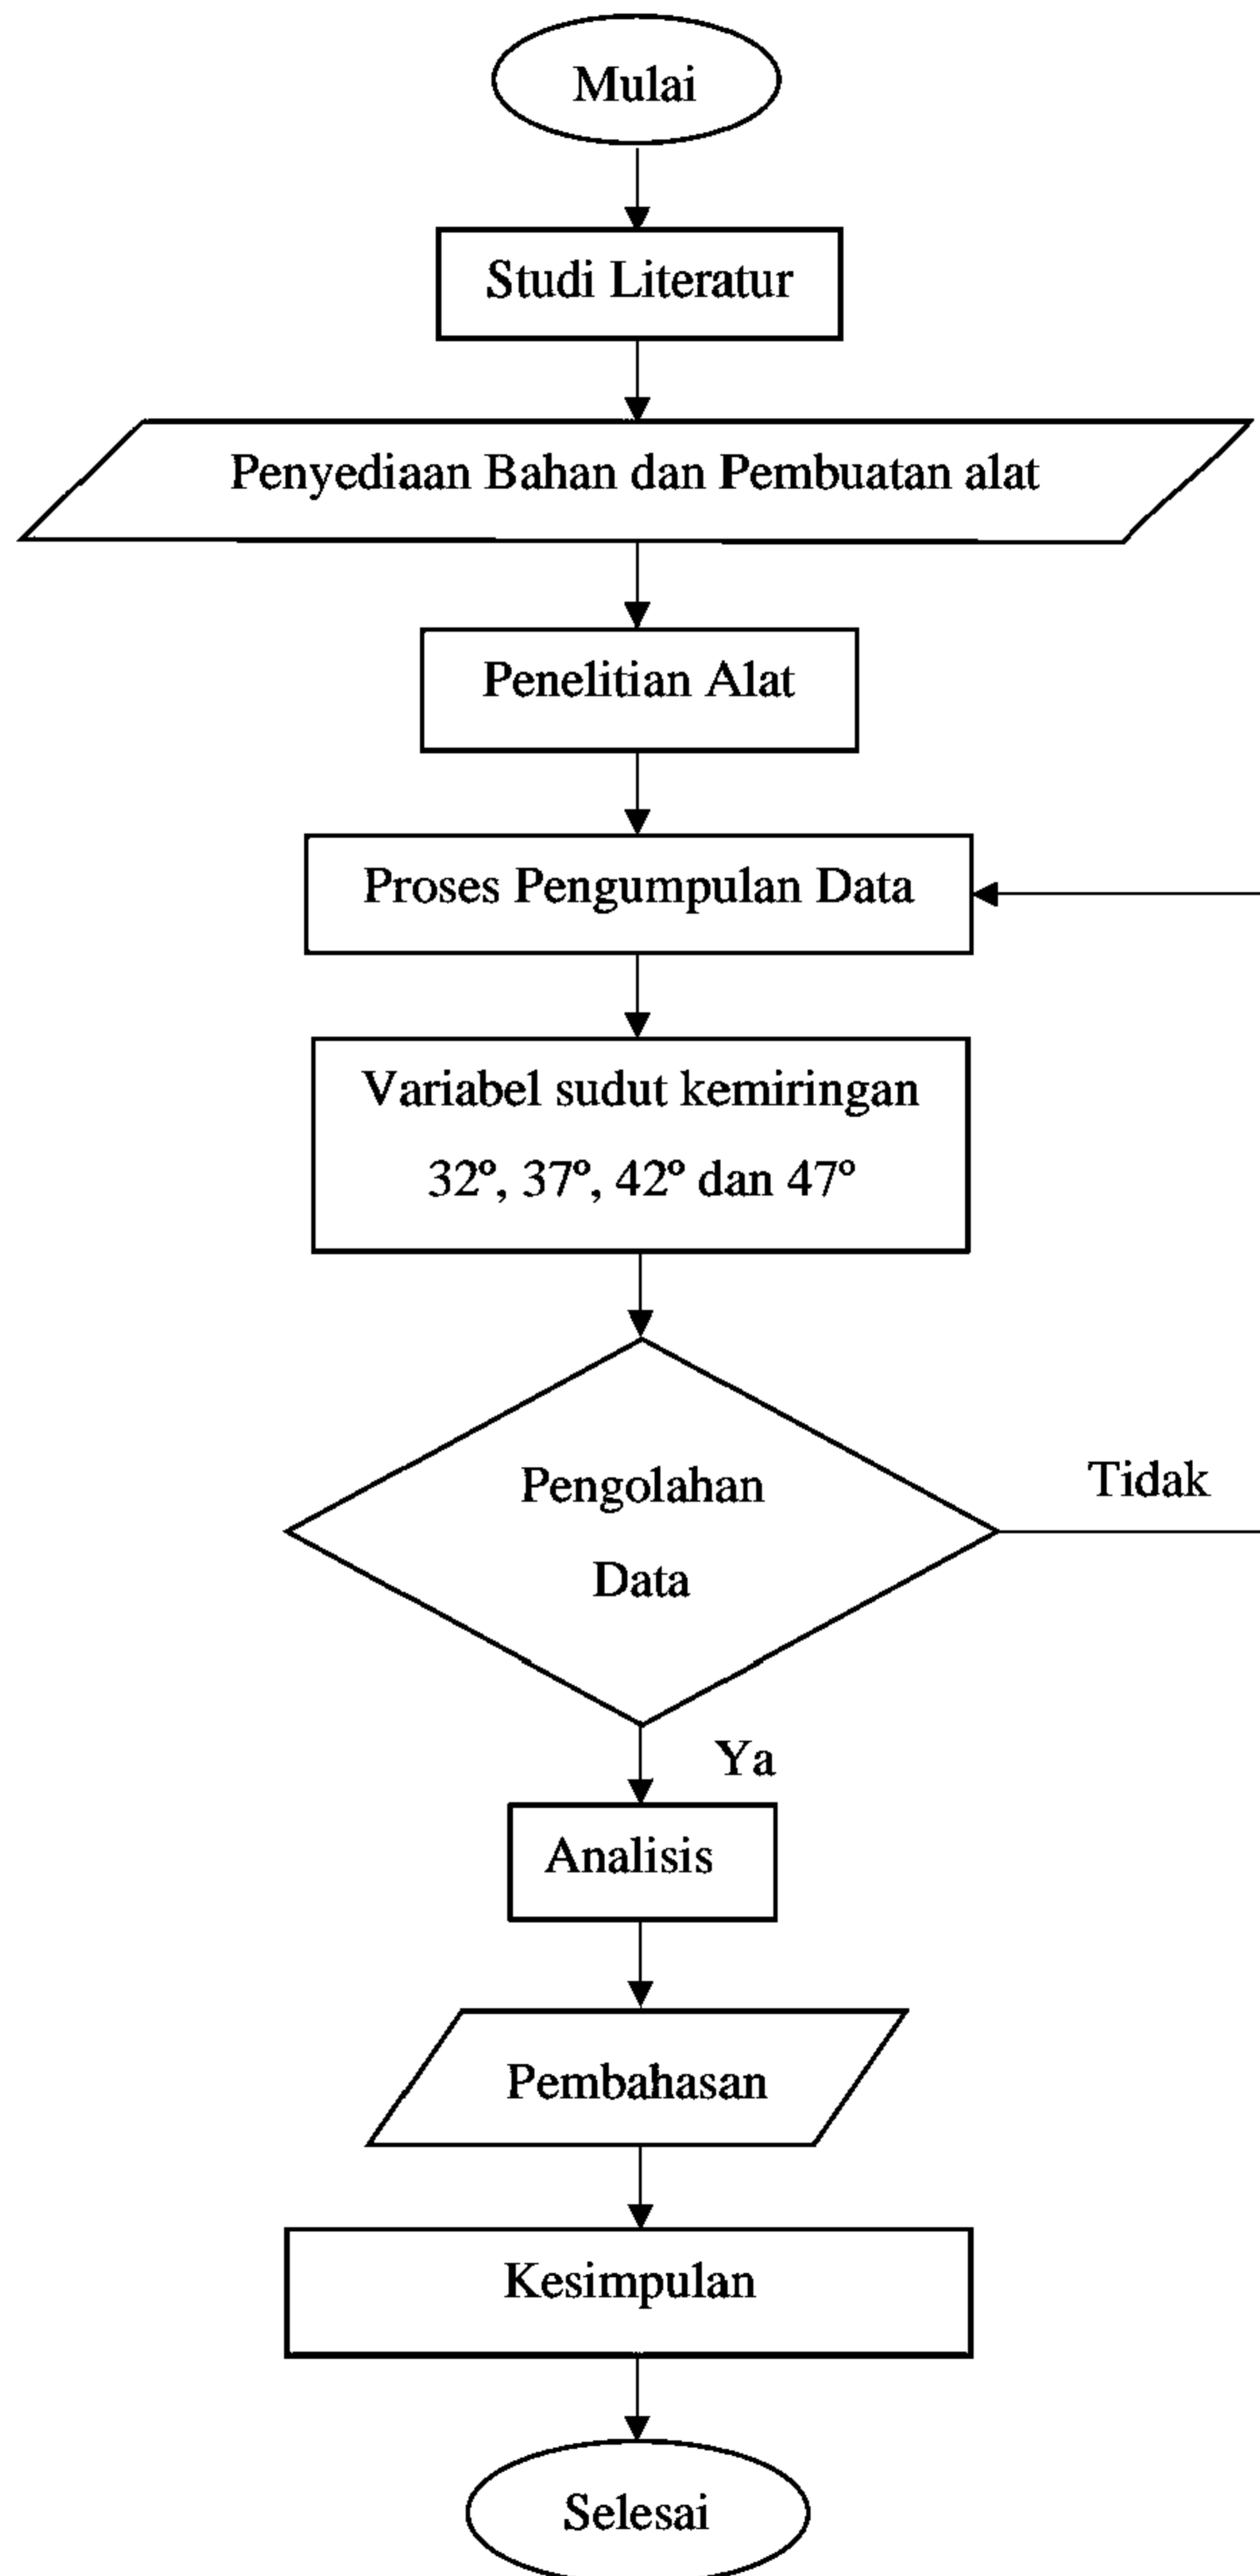 Mulai
Studi Literatur
Penyediaan Bahan dan Pembuatan alat
Penelitian Alat
Proses Pengumpulan Data
Variabel sudut kemiringan
32º, 37º, 42º dan 47º
Pengolahan
Data
Tidak
Ya
Analisis
Pembahasan
Kesimpulan
Selesai